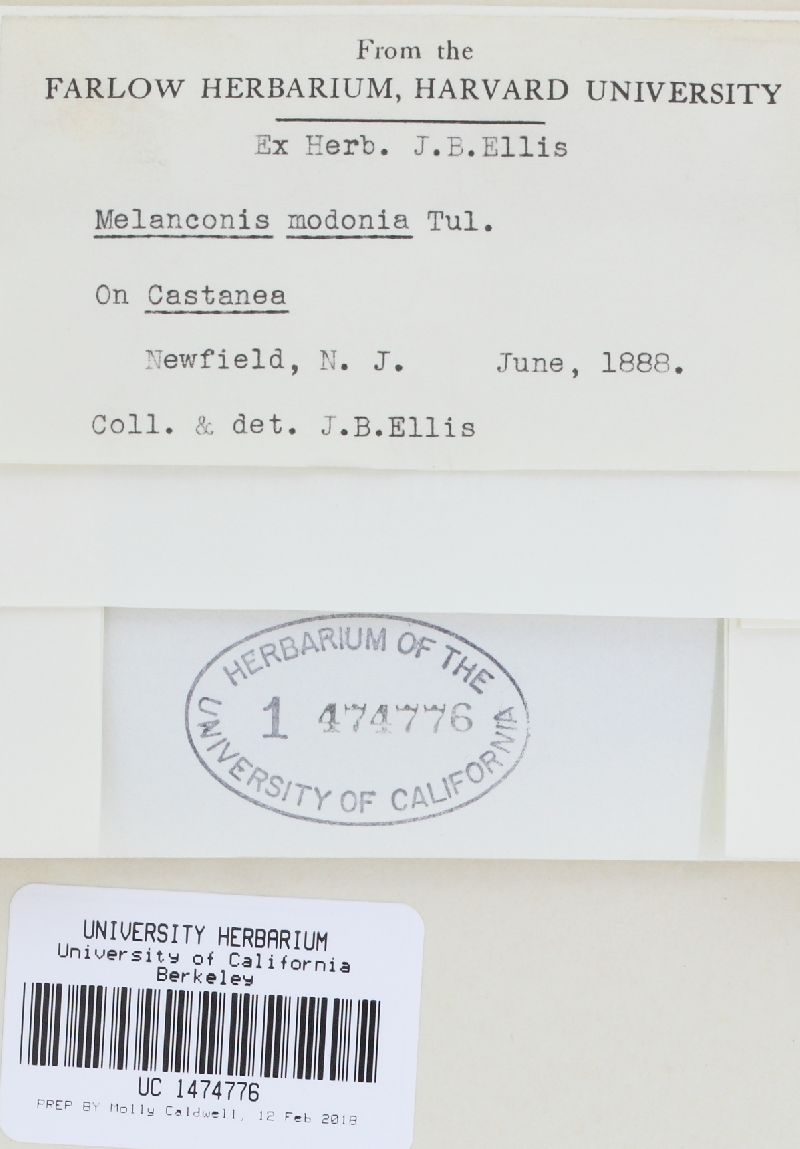 From the
FARLOW HERBARIUM, HARVARD UNIVERSITY
Ex Herb. J.B.Ellis
Melanconis modonia Tul.
On Castanea
Newfield, N. J. June, 1888.
Coll. & det. J.B.Ellis
HERBARIUM OF THE
1 474776
UNIVERSITY OF CALIFORNIA
UNIVERSITY HERBARIUM
University of California
Berkeley
UC 1474776
PREP BY Molly Caldwell, 12 Feb 2018